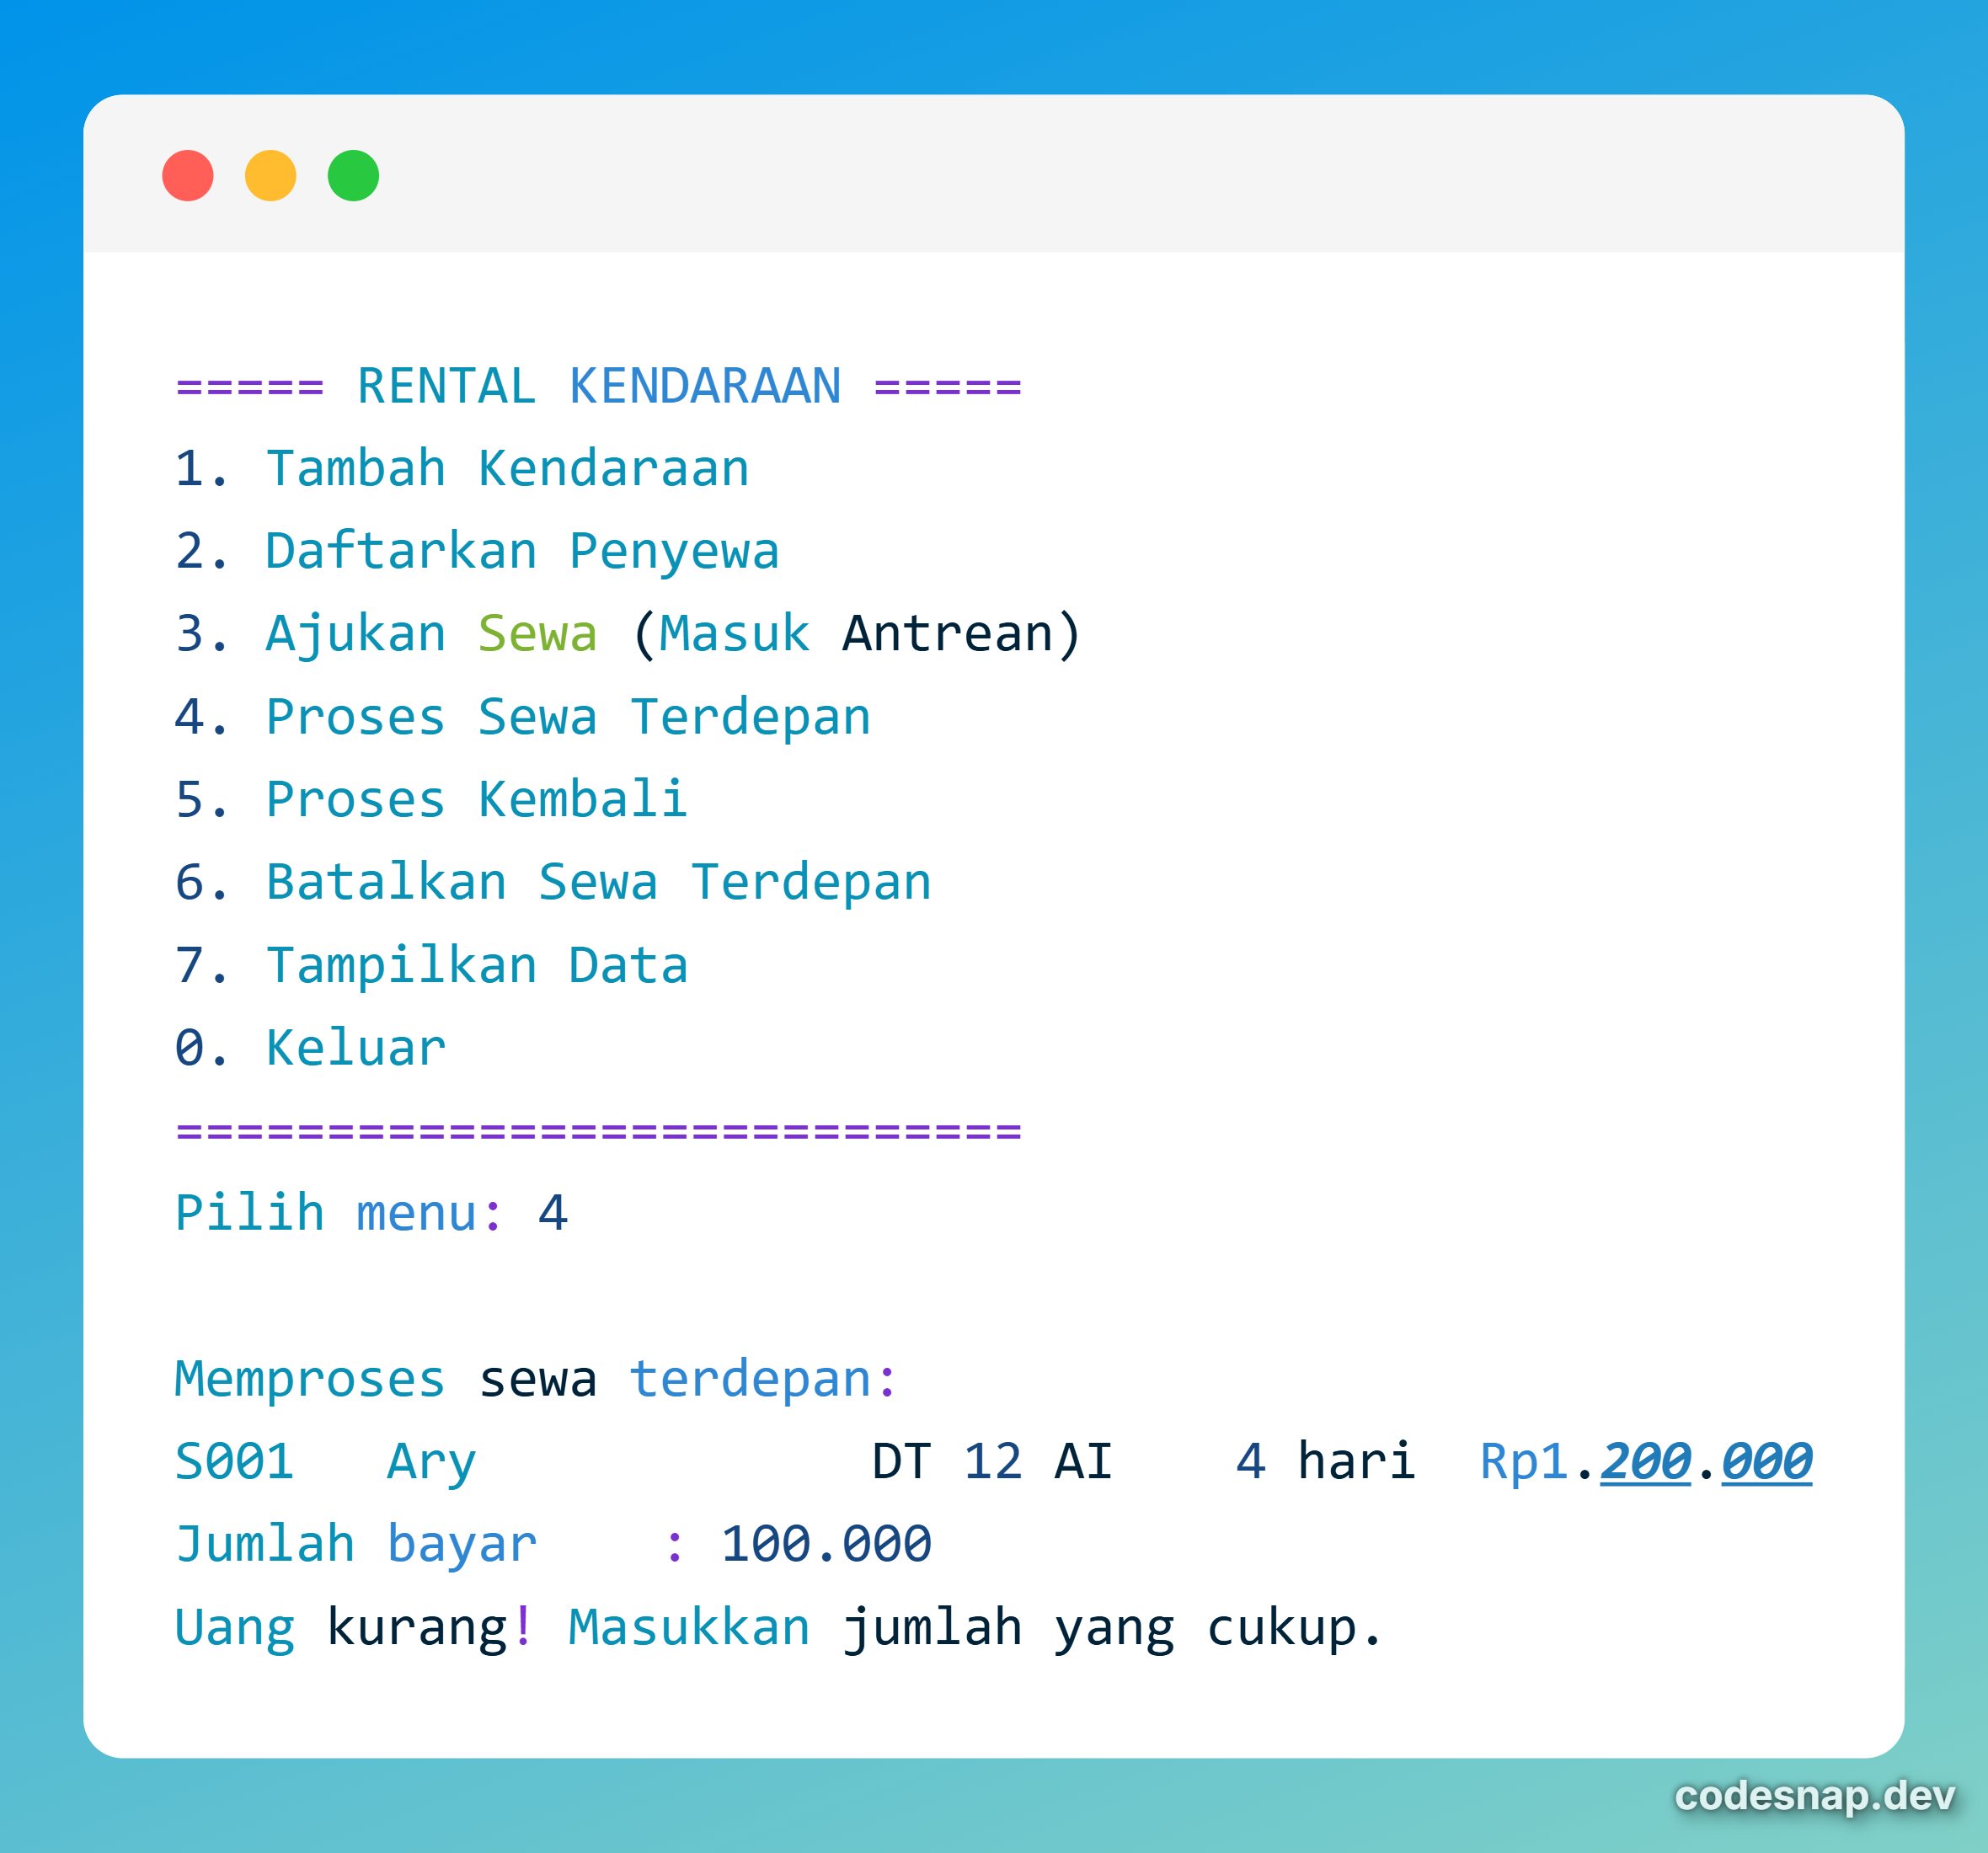 ===== RENTAL KENDARAAN =====
1. Tambah Kendaraan
2. Daftarkan Penyewa
3. Ajukan Sewa (Masuk Antrean)
4. Proses Sewa Terdepan
5. Proses Kembali
6. Batalkan Sewa Terdepan
7. Tampilkan Data
0. Keluar
============================
Pilih menu: 4
Memproses sewa terdepan:
S001   Ary             DT 12 AI    4 hari  Rp1.200.000
Jumlah bayar    : 100.000
Uang kurang! Masukkan jumlah yang cukup.
codesnap.dev